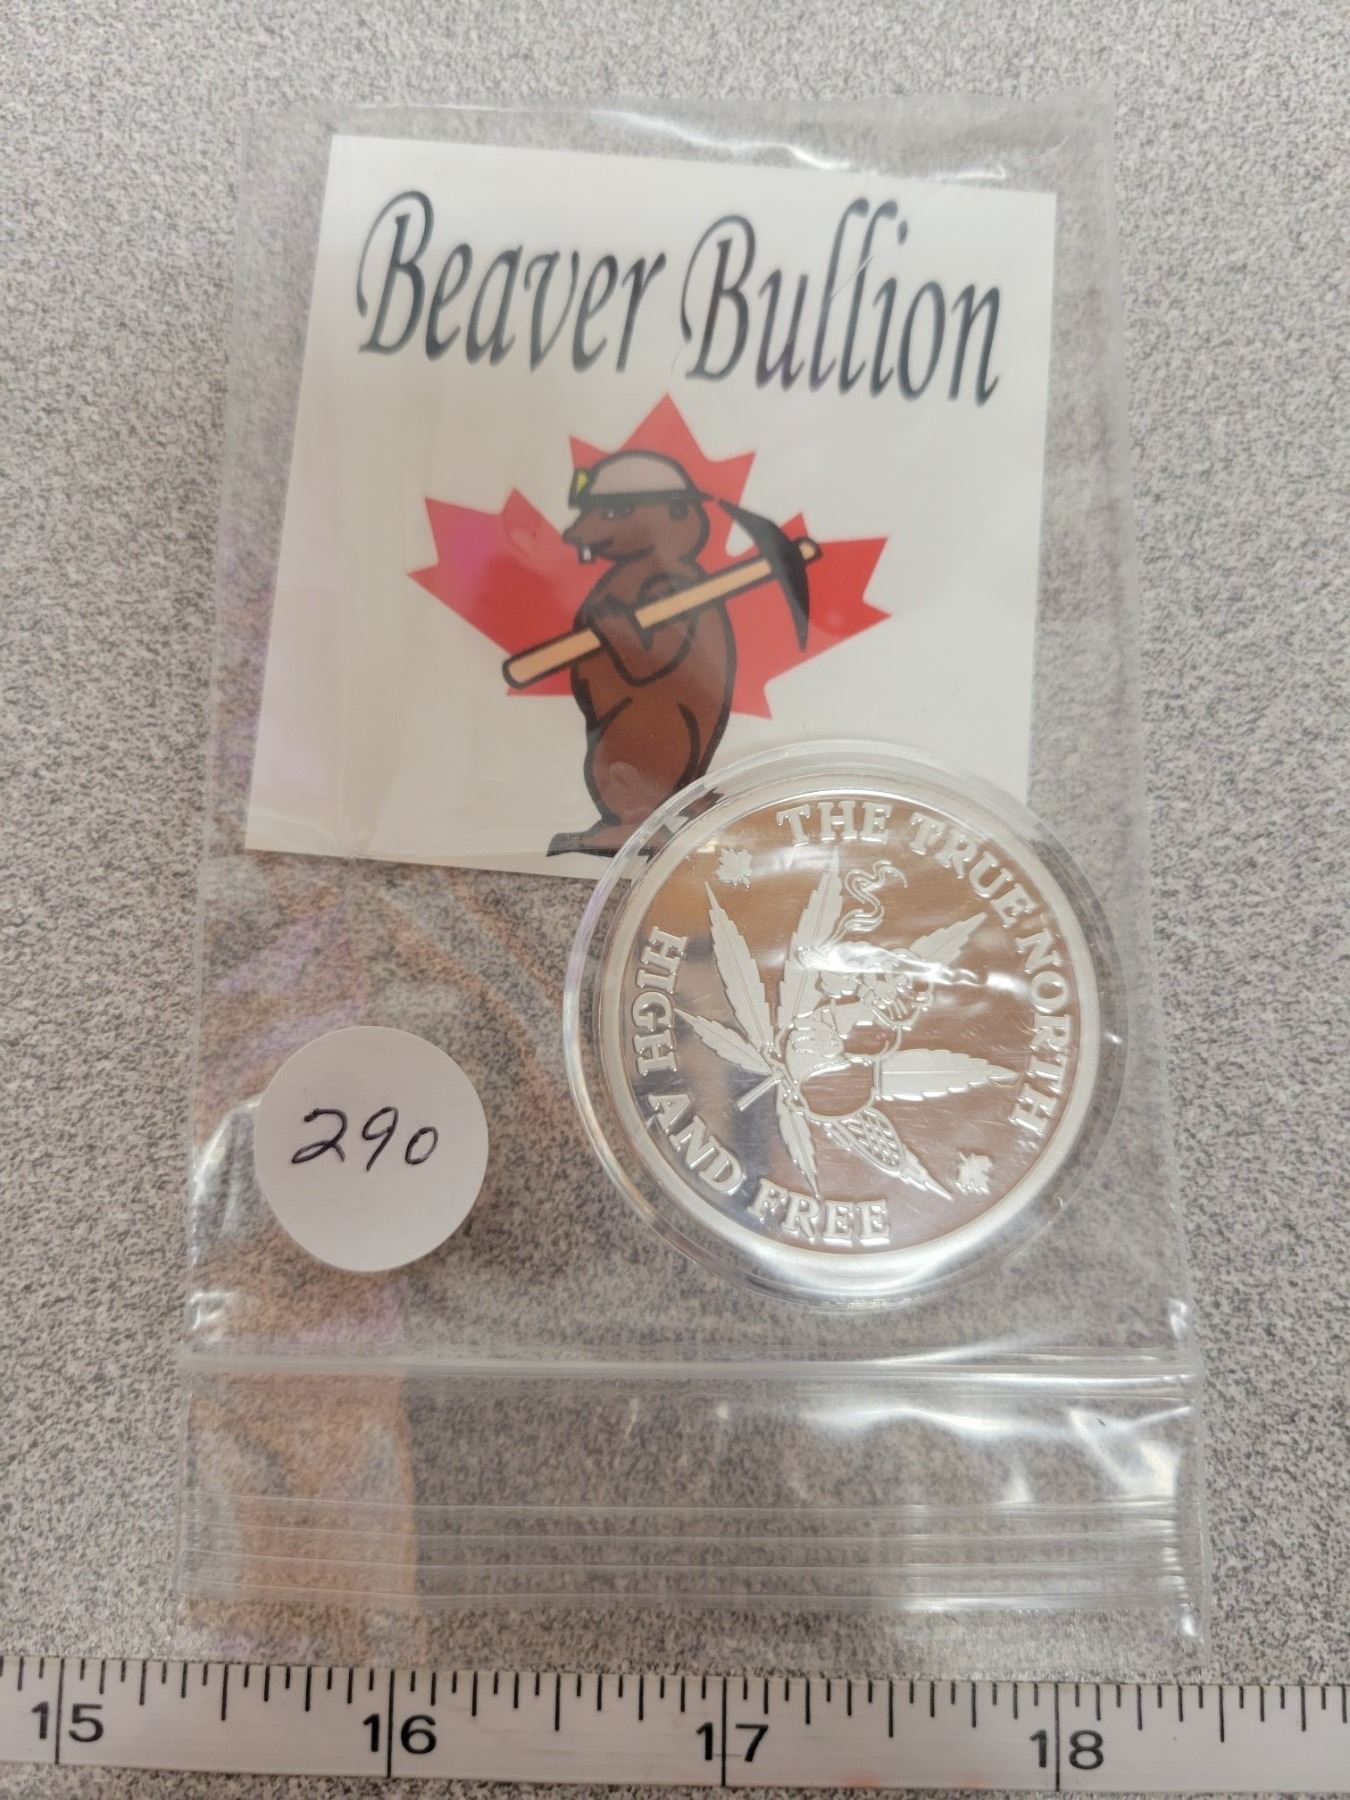 Beaver Bullion
THE TRUE NORTH
HIGH AND FREE
290
15 16 17 18